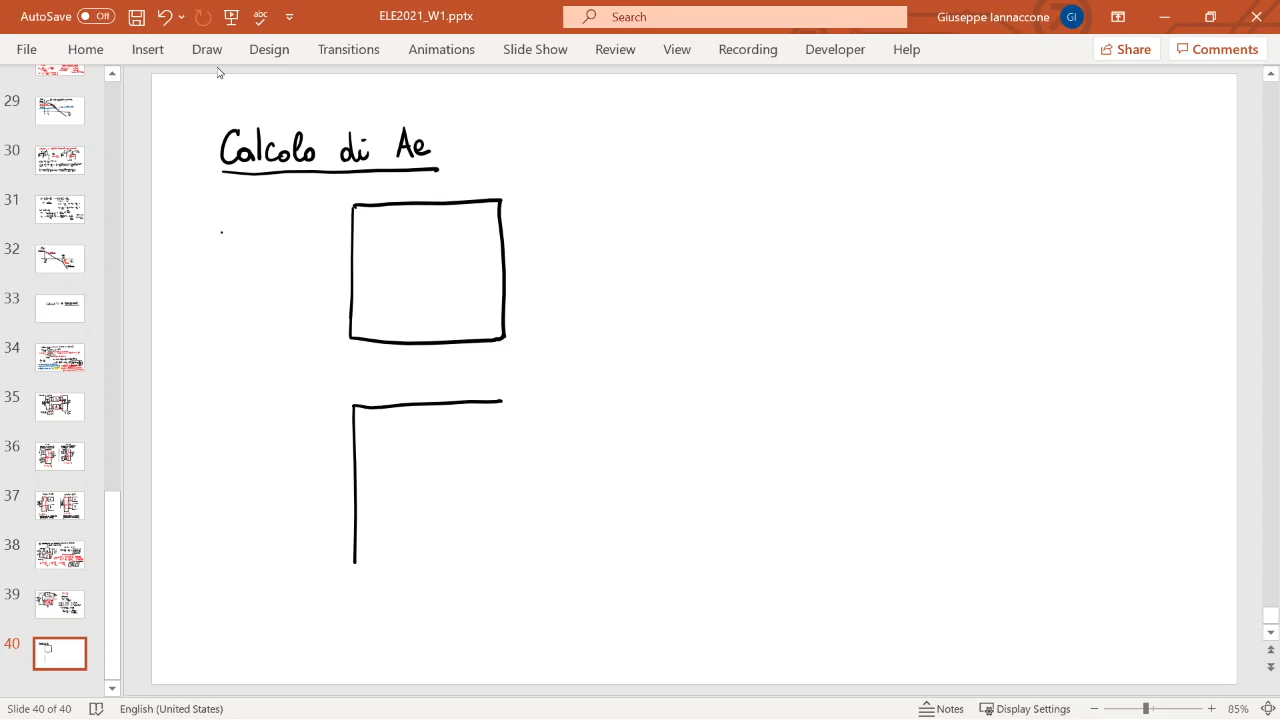 AutoSave Off
ELE2021_W1.pptx
Search
Giuseppe Iannaccone GI
File Home Insert Draw Design Transitions Animations Slide Show Review View Recording Developer Help Share Comments
Calcolo di Ae
29
30
31
32
33
34
35
36
37
38
39
40
Slide 40 of 40 English (United States) Notes Display Settings 85%